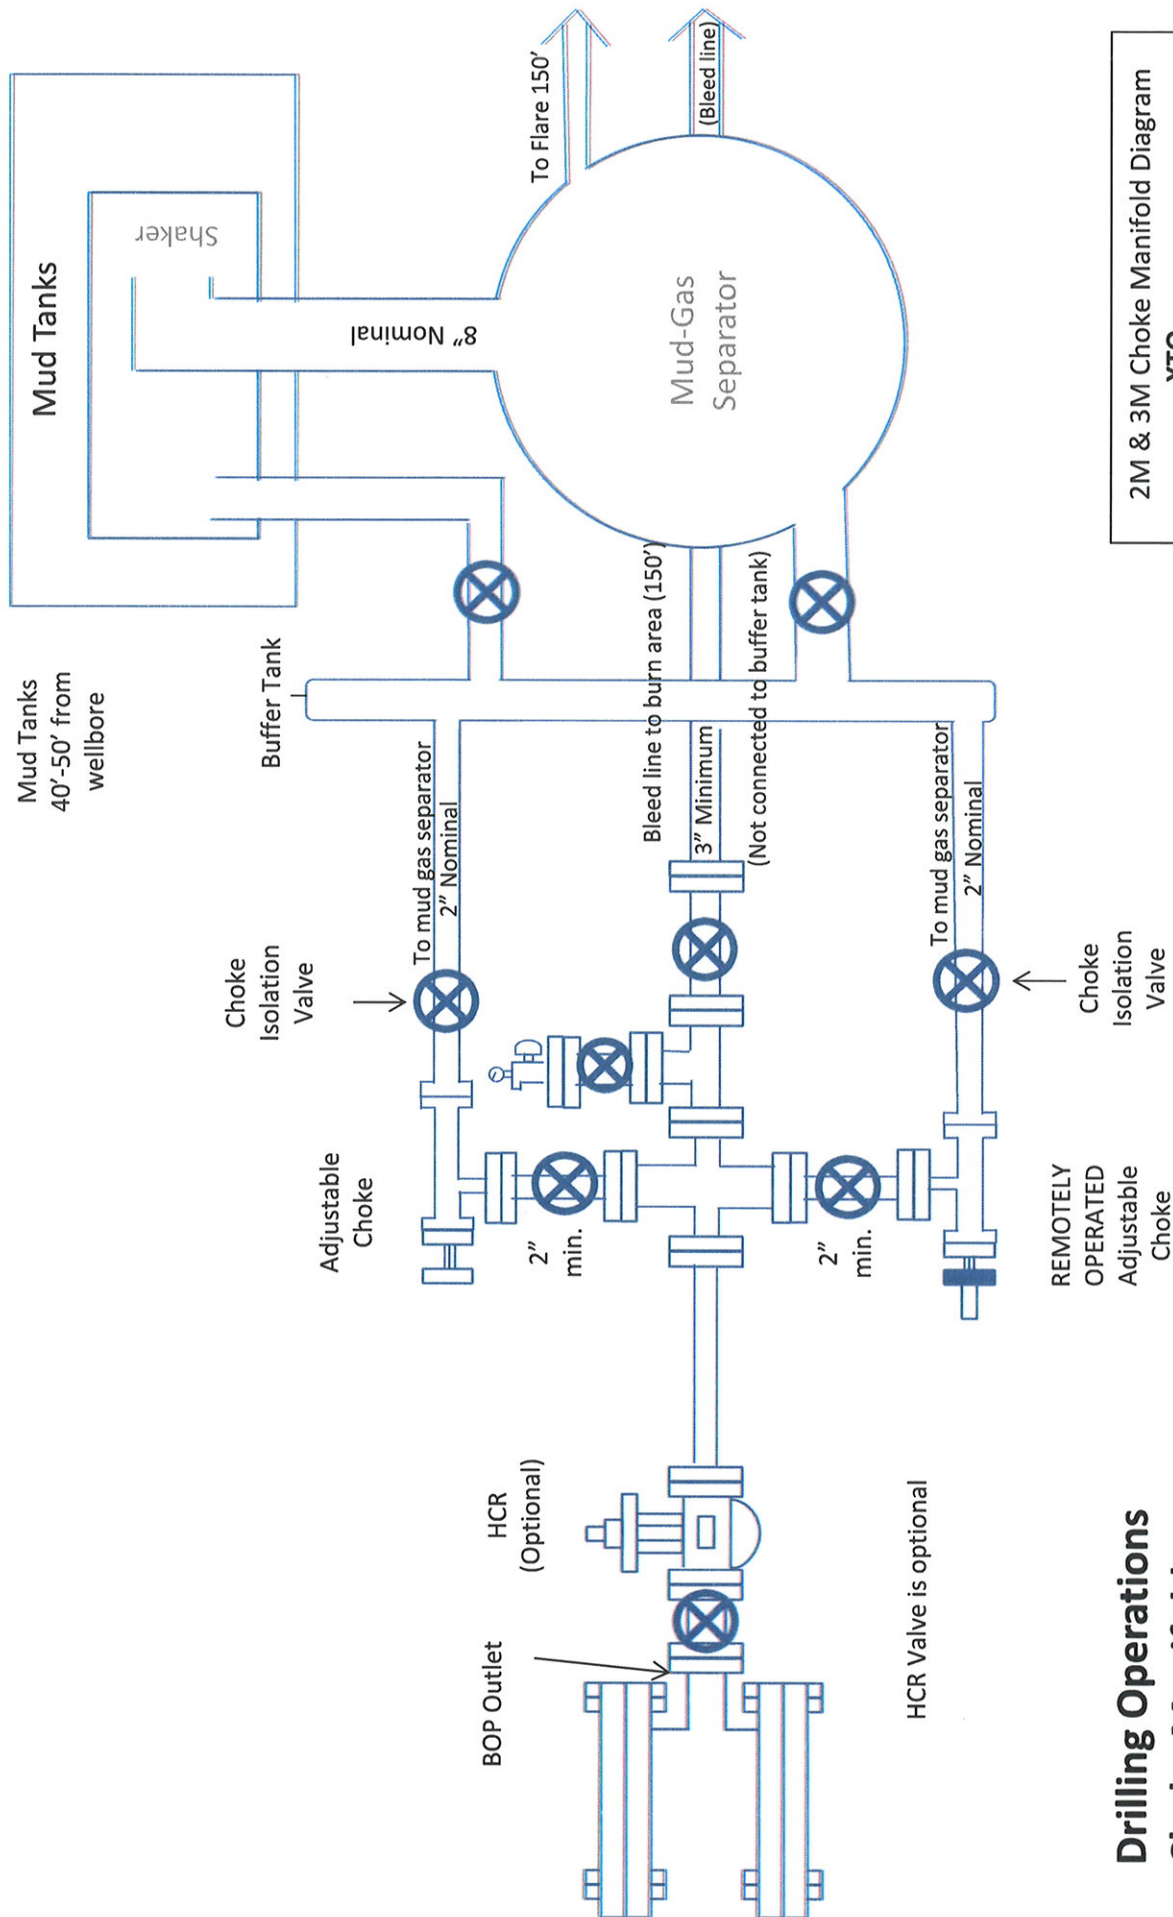 Mud Tanks
40'-50' from
wellbore
Mud Tanks
Shaker
8" Nominal
To Flare 150'
(Bleed line)
Mud-Gas
Separator
Buffer Tank
Bleed line to burn area (150')
3" Minimum
(Not connected to buffer tank)
To mud gas separator
2" Nominal
To mud gas separator
2" Nominal
Choke
Isolation
Valve
Choke
Isolation
Valve
Adjustable
Choke
2"
min.
2"
min.
REMOTELY
OPERATED
Adjustable
Choke
HCR
(Optional)
BOP Outlet
HCR Valve is optional
Drilling Operations
2M & 3M Choke Manifold Diagram
XTO